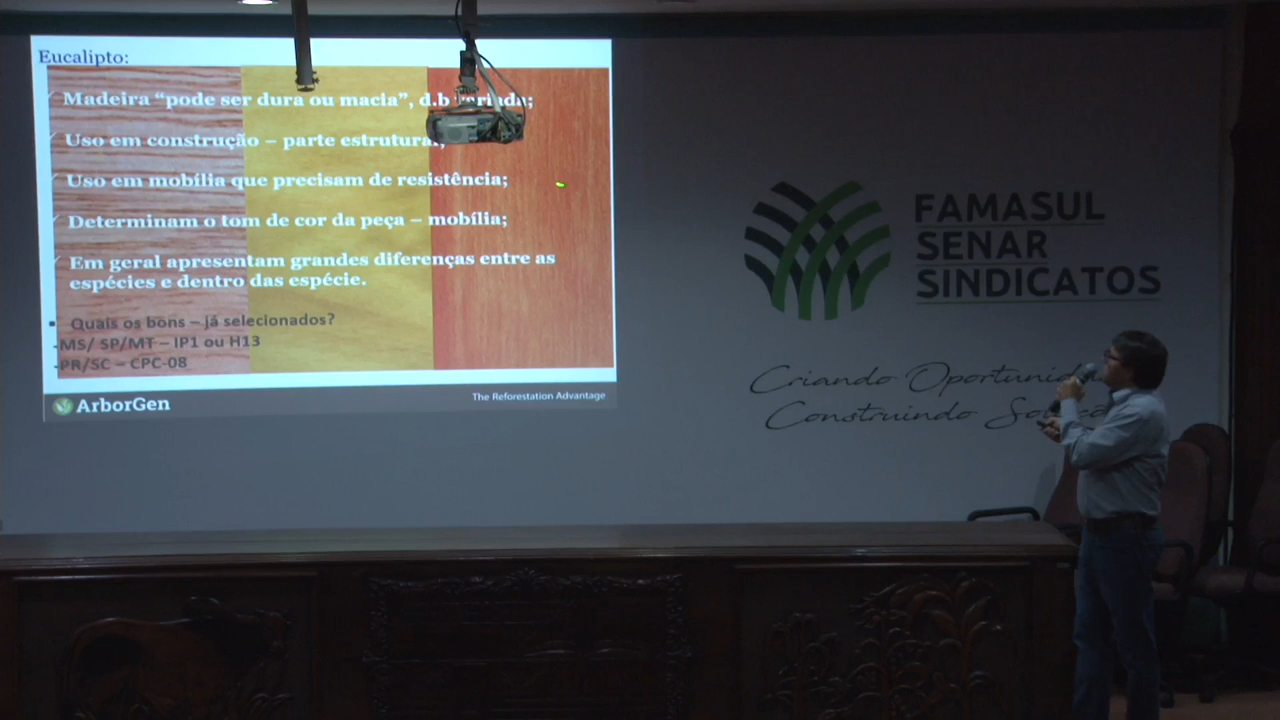 Eucalipto:
✓ Madeira “pode ser dura ou macia”, d.b variada;
✓ Uso em construção – parte estrutural;
✓ Uso em mobília que precisam de resistência;
✓ Determinam o tom de cor da peça – mobília;
✓ Em geral apresentam grandes diferenças entre as
espécies e dentro das espécie.
▪ Quais os bons – já selecionados?
-MS/ SP/MT – IP1 ou H13
-PR/SC – CPC-08
ArborGen
The Reforestation Advantage
FAMASUL
SENAR
SINDICATOS
Criando
Construindo